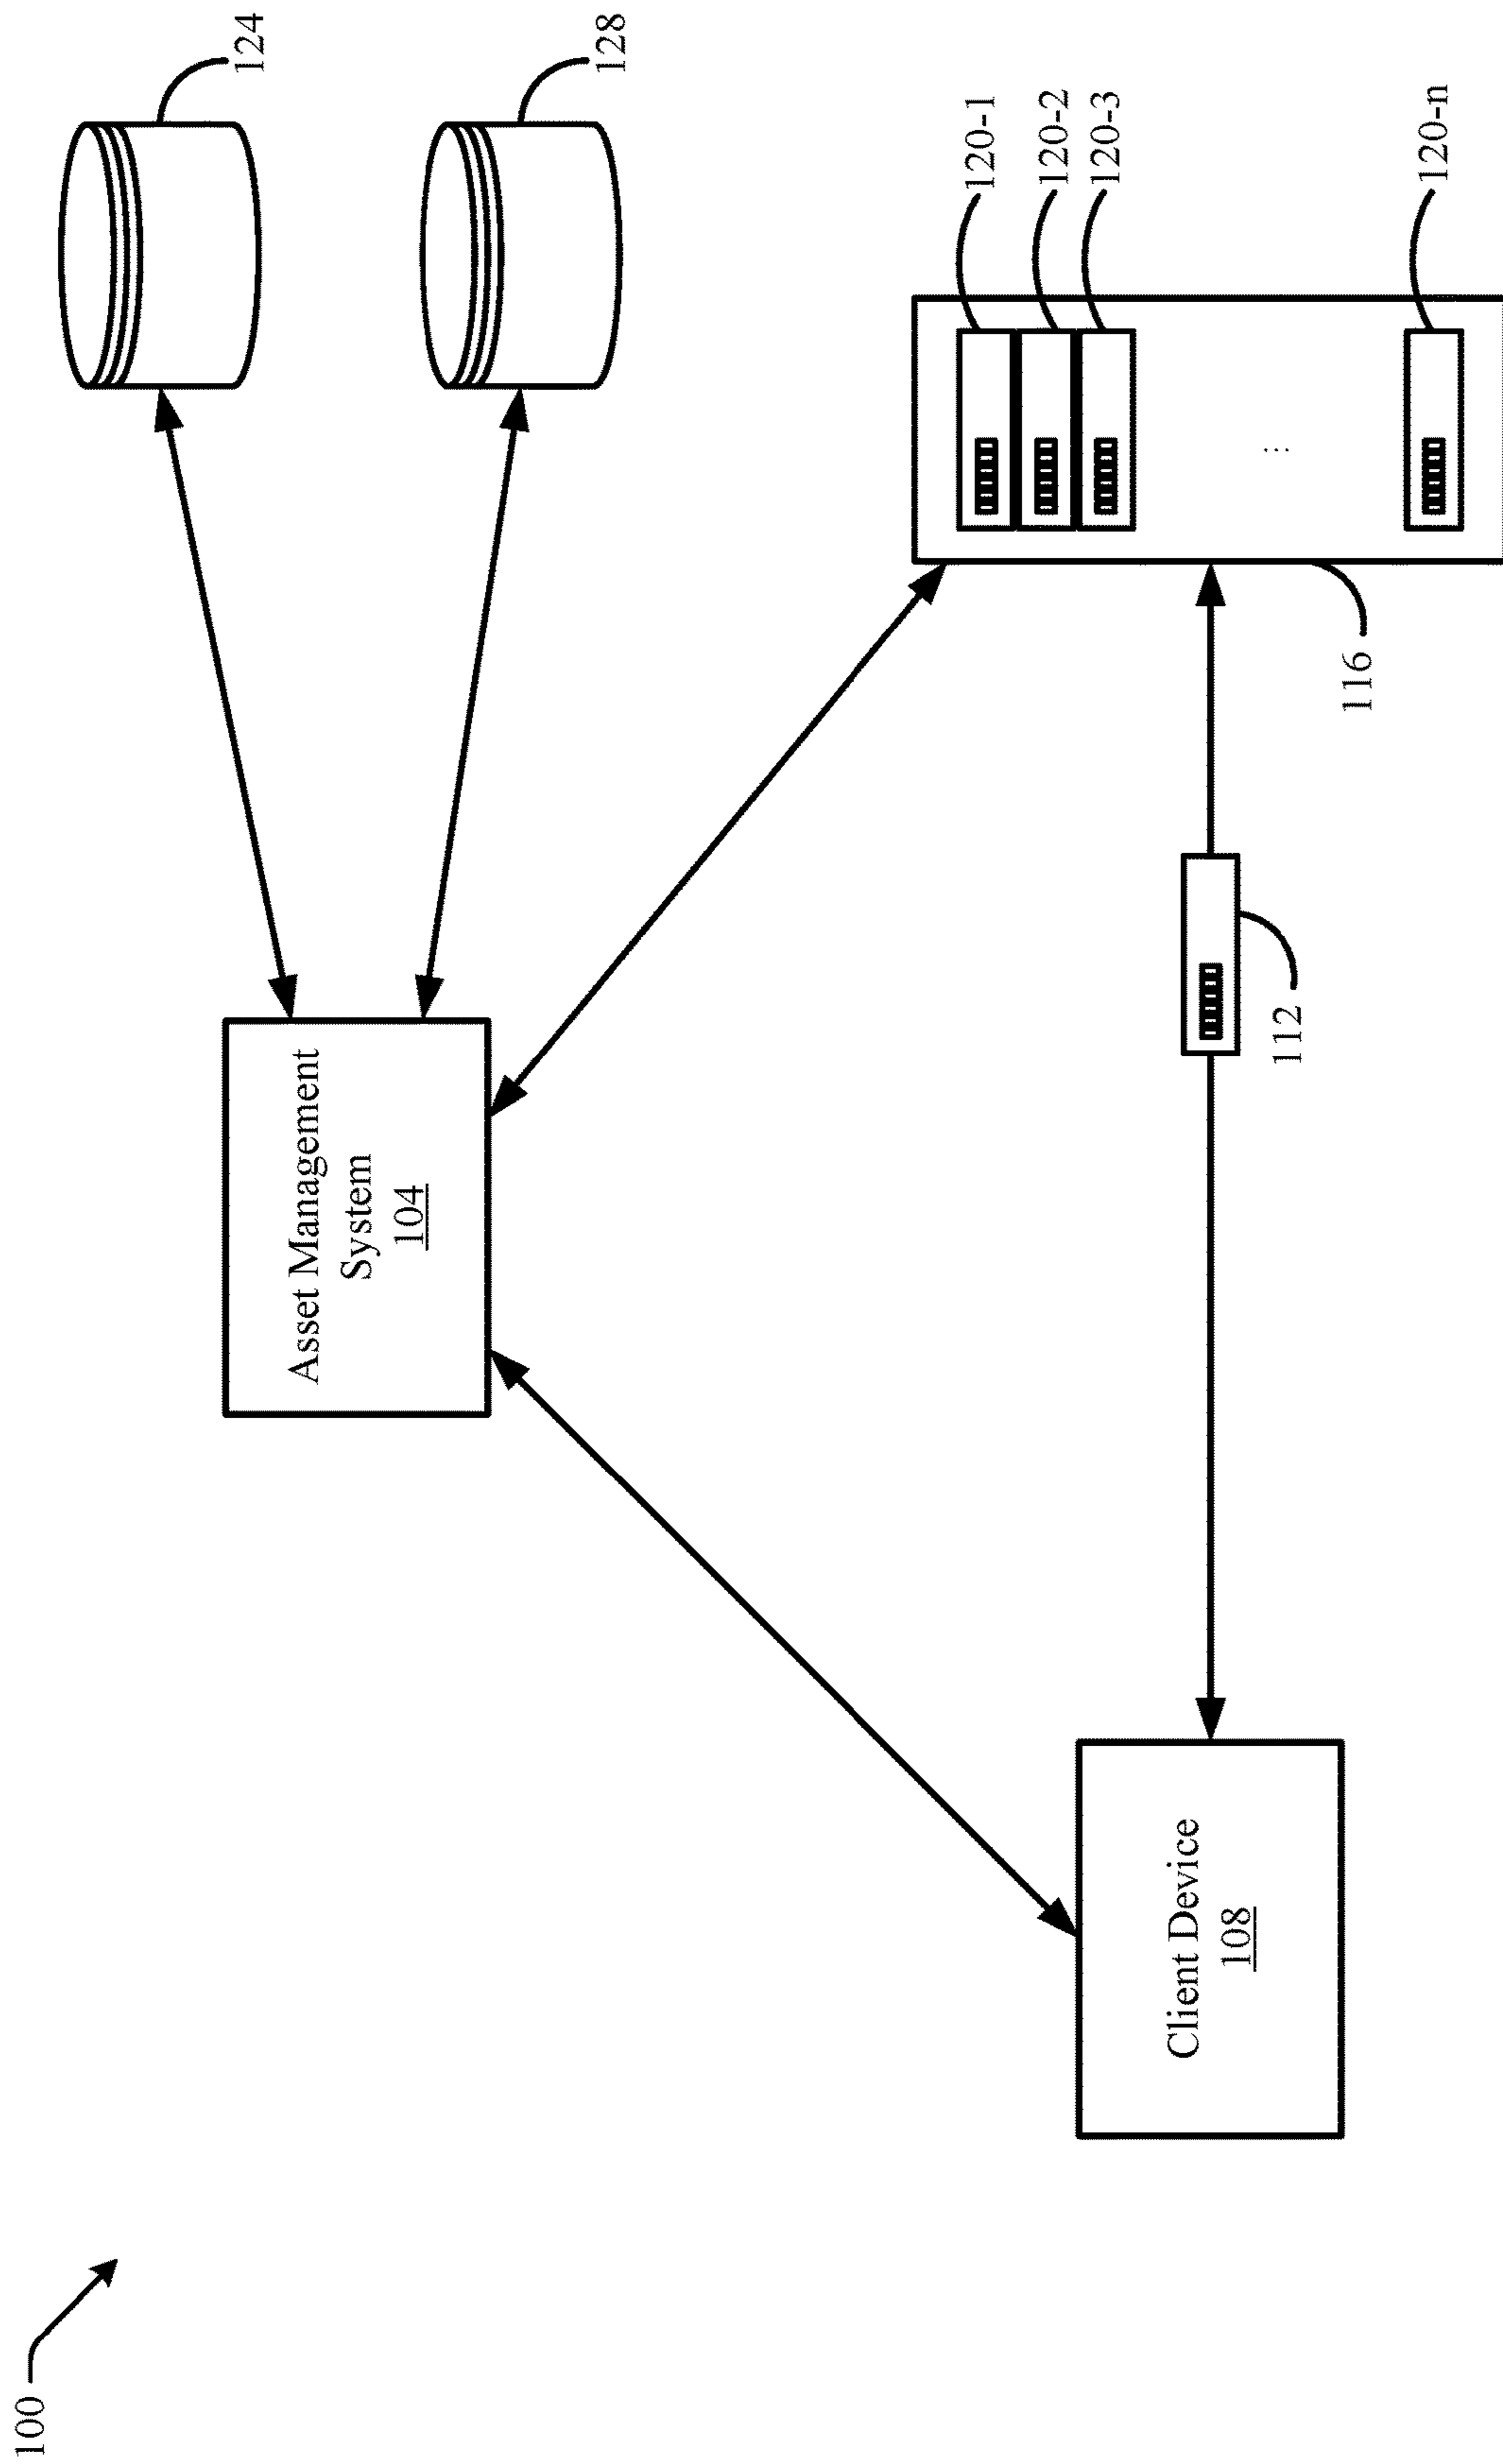 100
124
128
Asset Management
System
104
120-1
120-2
120-3
...
120-n
116
112
Client Device
108